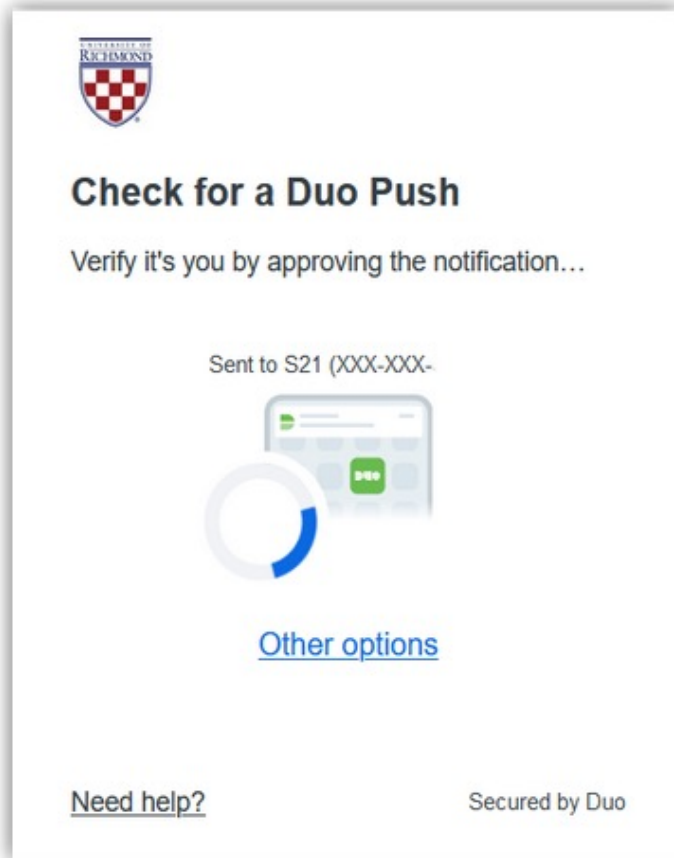 UNIVERSITY OF
RICHMOND
Check for a Duo Push
Verify it's you by approving the notification…
Sent to S21 (XXX-XXX-
DUO
Other options
Need help?
Secured by Duo